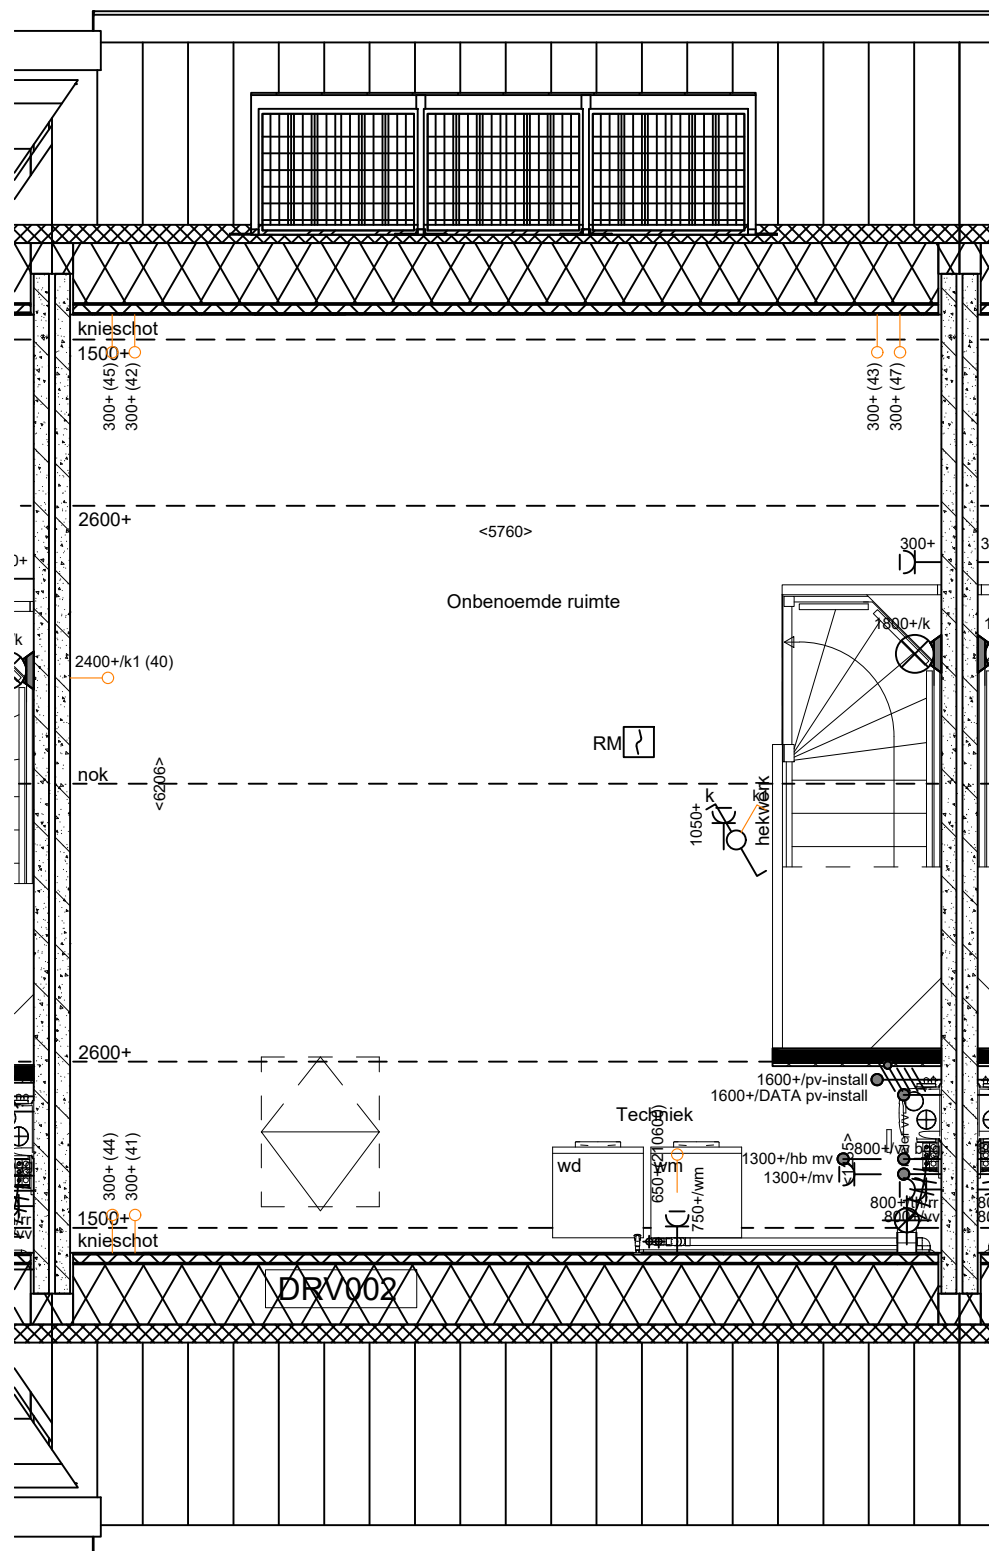 knieschot
1500+
300+ (45)
300+ (42)
300+ (43)
300+ (47)
2600+
<5760>
300+
Onbenoemde ruimte
1800+/k
2400+/k1 (40)
RM
nok
<6206>
k
1050+
hekwerk
2600+
1600+/pv-install
1600+/DATA pv-install
Techniek
300+ (44)
300+ (41)
wd
wm
750+/wm
1300+/hb mv
1300+/mv
1500+
knieschot
DRV002